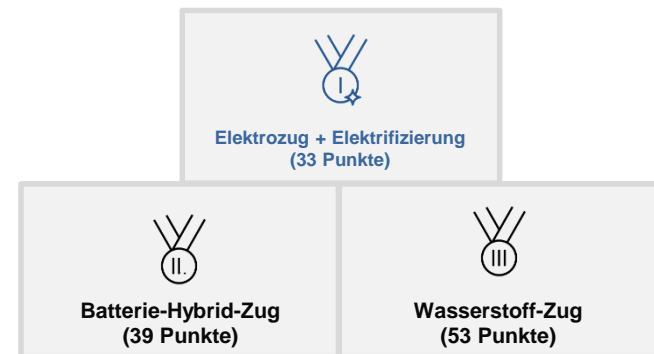 I
Elektrozug + Elektrifizierung
(33 Punkte)
II.
Batterie-Hybrid-Zug
(39 Punkte)
III
Wasserstoff-Zug
(53 Punkte)